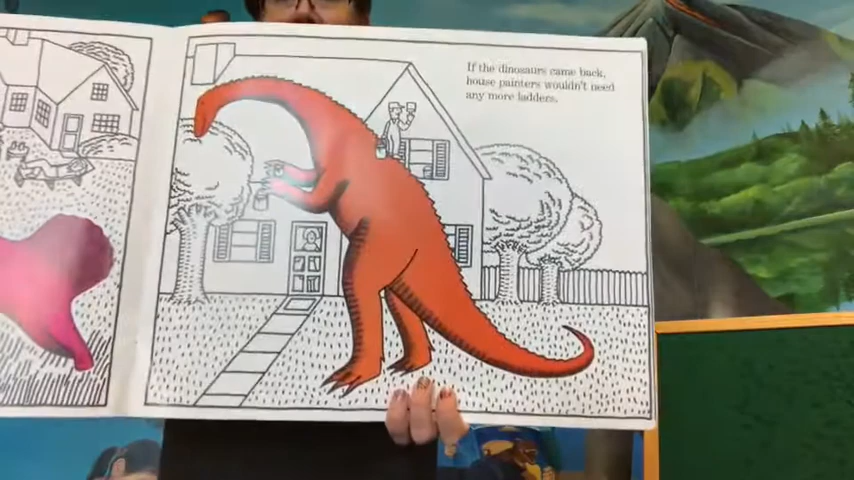 If the dinosaurs came back,
house painters wouldn't need
any more ladders.